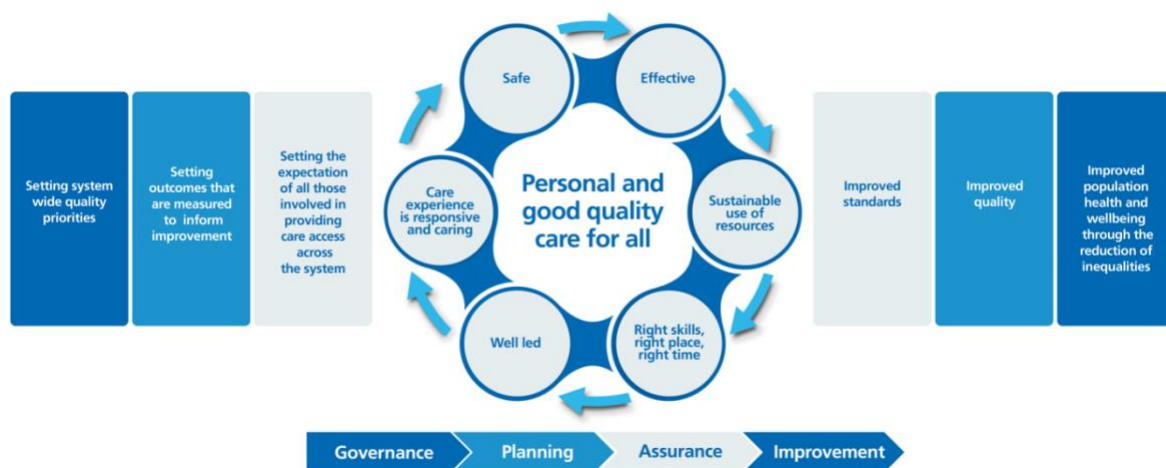 Setting system
wide quality
priorities
Setting
outcomes that
are measured
to inform
improvement
Setting the
expectation
of all those
involved in
providing
care access
across
the system
Safe
Effective
Care
experience
is responsive
and caring
Personal and
good quality
care for all
Sustainable
use of
resources
Well led
Right skills,
right place,
right time
Improved
standards
Improved
quality
Improved
population
health and
wellbeing
through the
reduction of
inequalities
Governance
Planning
Assurance
Improvement